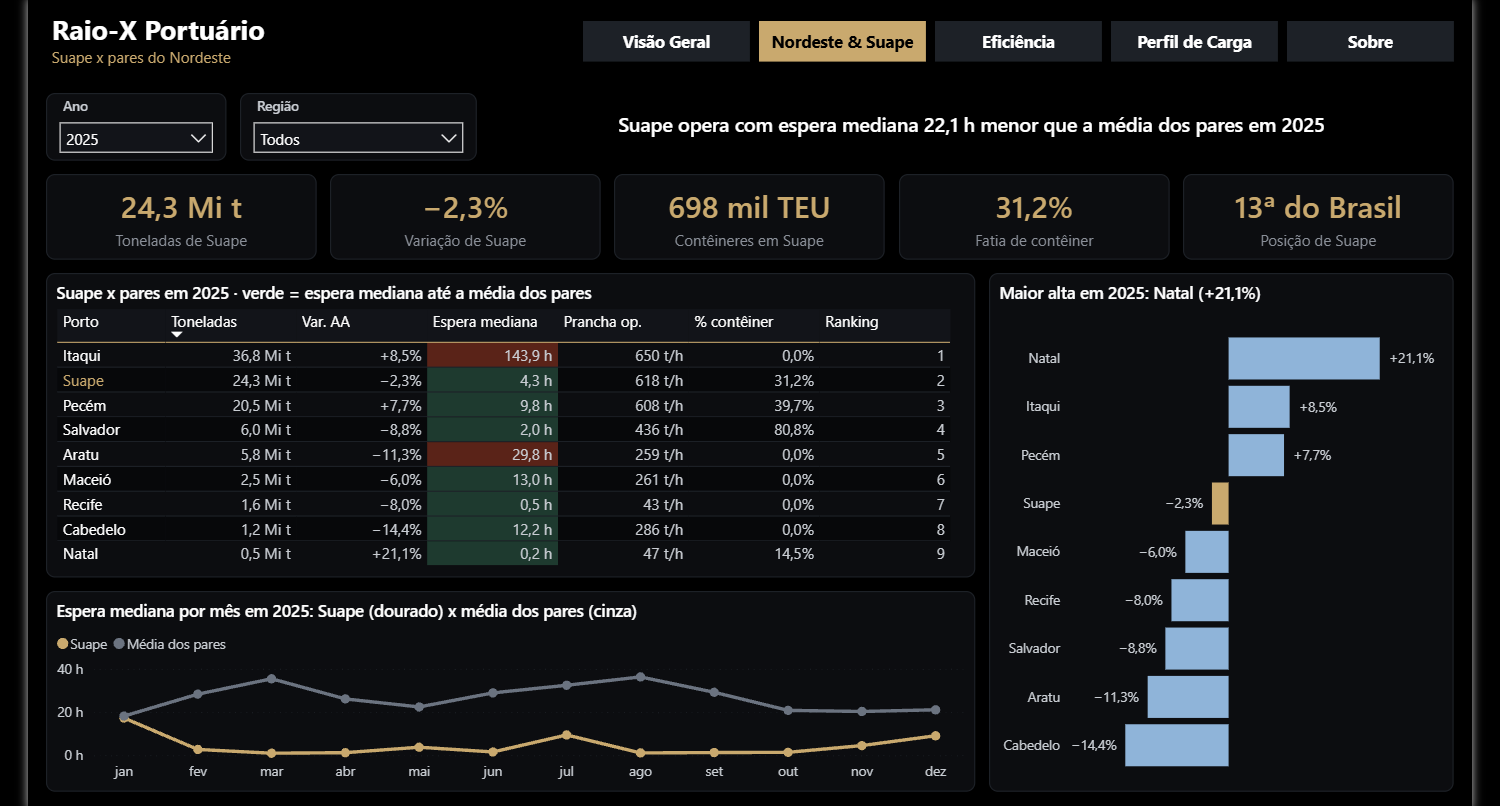 Raio-X Portuário
Suape x pares do Nordeste
Visão Geral
Nordeste & Suape
Eficiência
Perfil de Carga
Sobre
Ano
2025
Região
Todos
Suape opera com espera mediana 22,1 h menor que a média dos pares em 2025
24,3 Mi t
Toneladas de Suape
−2,3%
Variação de Suape
698 mil TEU
Contêineres em Suape
31,2%
Fatia de contêiner
13ª do Brasil
Posição de Suape
Suape x pares em 2025 · verde = espera mediana até a média dos pares
Porto Toneladas Var. AA Espera mediana Prancha op. % contêiner Ranking
Itaqui 36,8 Mi t +8,5% 143,9 h 650 t/h 0,0% 1
Suape 24,3 Mi t −2,3% 4,3 h 618 t/h 31,2% 2
Pecém 20,5 Mi t +7,7% 9,8 h 608 t/h 39,7% 3
Salvador 6,0 Mi t −8,8% 2,0 h 436 t/h 80,8% 4
Aratu 5,8 Mi t −11,3% 29,8 h 259 t/h 0,0% 5
Maceió 2,5 Mi t −6,0% 13,0 h 261 t/h 0,0% 6
Recife 1,6 Mi t −8,0% 0,5 h 43 t/h 0,0% 7
Cabedelo 1,2 Mi t −14,4% 12,2 h 286 t/h 0,0% 8
Natal 0,5 Mi t +21,1% 0,2 h 47 t/h 14,5% 9
Espera mediana por mês em 2025: Suape (dourado) x média dos pares (cinza)
Suape Média dos pares
40 h
20 h
0 h
jan fev mar abr mai jun jul ago set out nov dez
Maior alta em 2025: Natal (+21,1%)
Natal +21,1%
Itaqui +8,5%
Pecém +7,7%
Suape −2,3%
Maceió −6,0%
Recife −8,0%
Salvador −8,8%
Aratu −11,3%
Cabedelo −14,4%